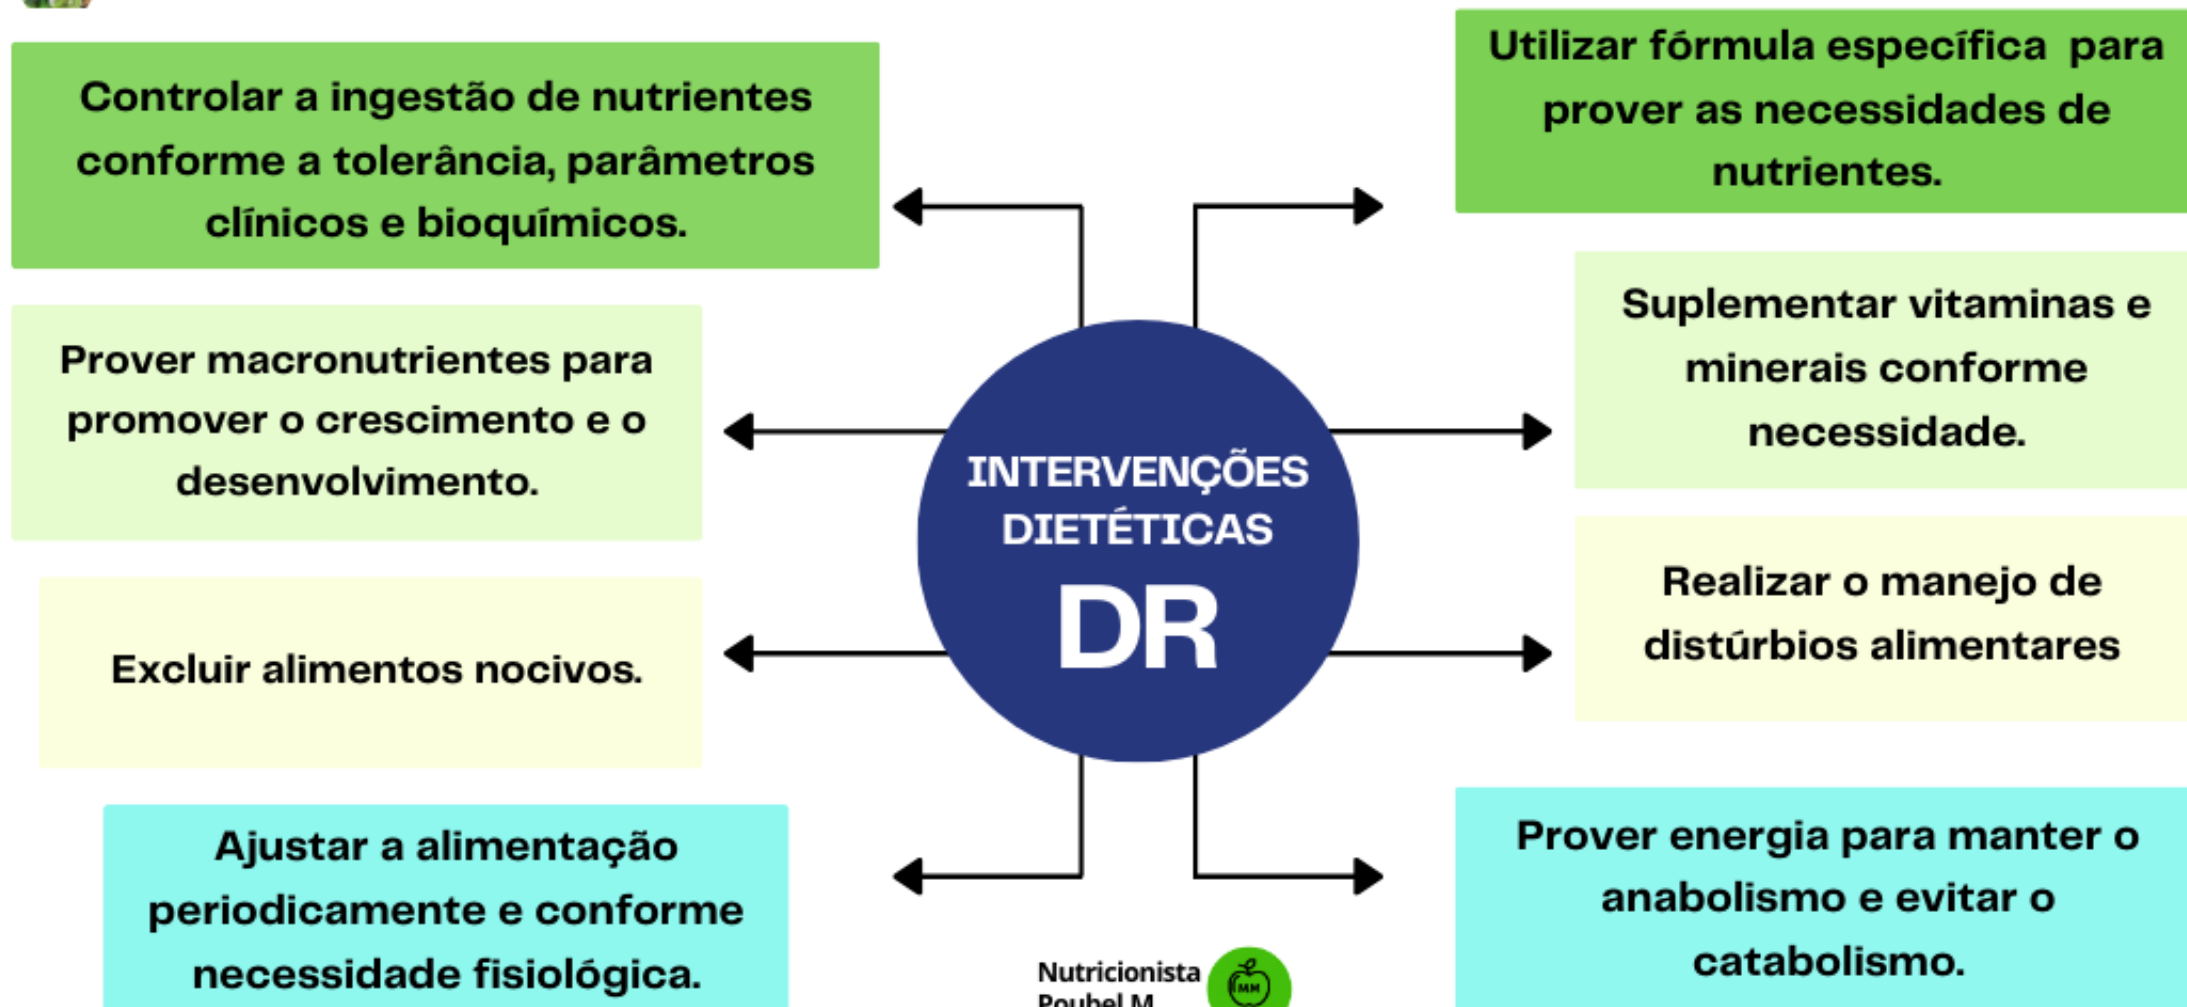 Controlar a ingestão de nutrientes
conforme a tolerância, parâmetros
clínicos e bioquímicos.
Prover macronutrientes para
promover o crescimento e o
desenvolvimento.
Excluir alimentos nocivos.
Ajustar a alimentação
periodicamente e conforme
necessidade fisiológica.
INTERVENÇÕES
DIETÉTICAS
DR
Utilizar fórmula específica para
prover as necessidades de
nutrientes.
Suplementar vitaminas e
minerais conforme
necessidade.
Realizar o manejo de
distúrbios alimentares
Prover energia para manter o
anabolismo e evitar o
catabolismo.
Nutricionista
Poubel M
MM